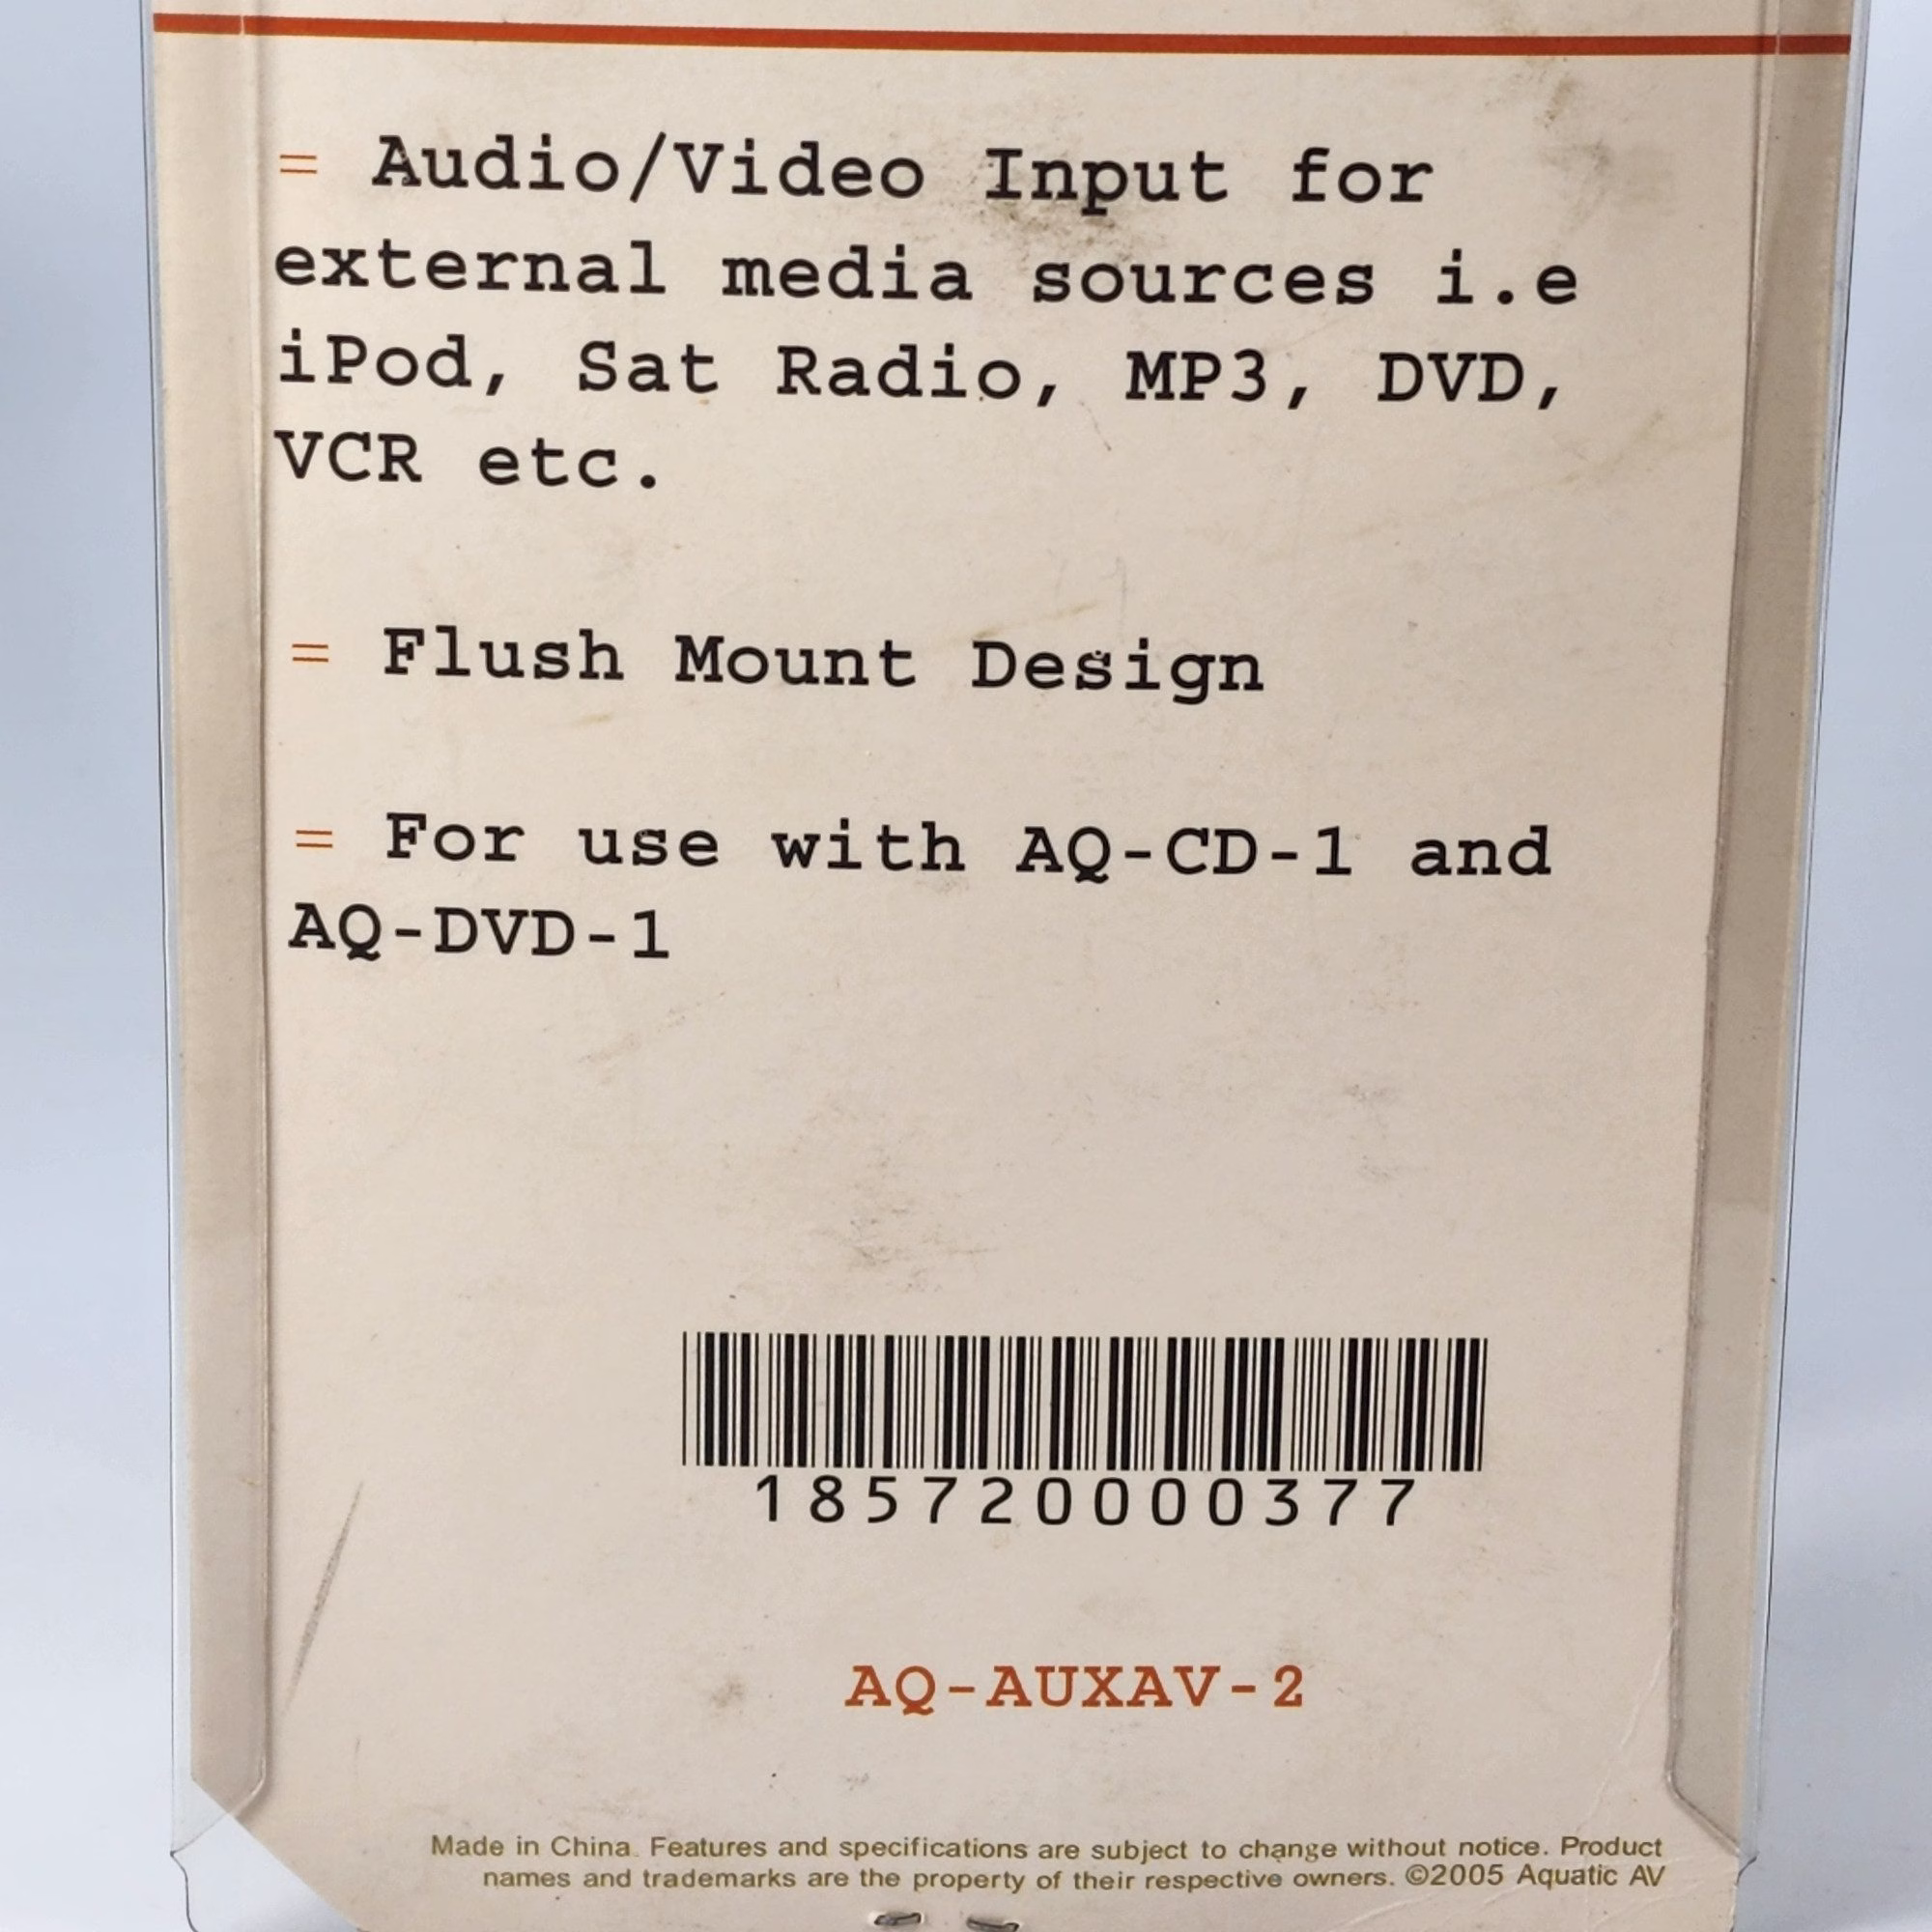 = Audio/Video Input for
external media sources i.e
iPod, Sat Radio, MP3, DVD,
VCR etc.
= Flush Mount Design
= For use with AQ-CD-1 and
AQ-DVD-1
185720000377
AQ-AUXAV-2
Made in China. Features and specifications are subject to change without notice. Product
names and trademarks are the property of their respective owners. ©2005 Aquatic AV